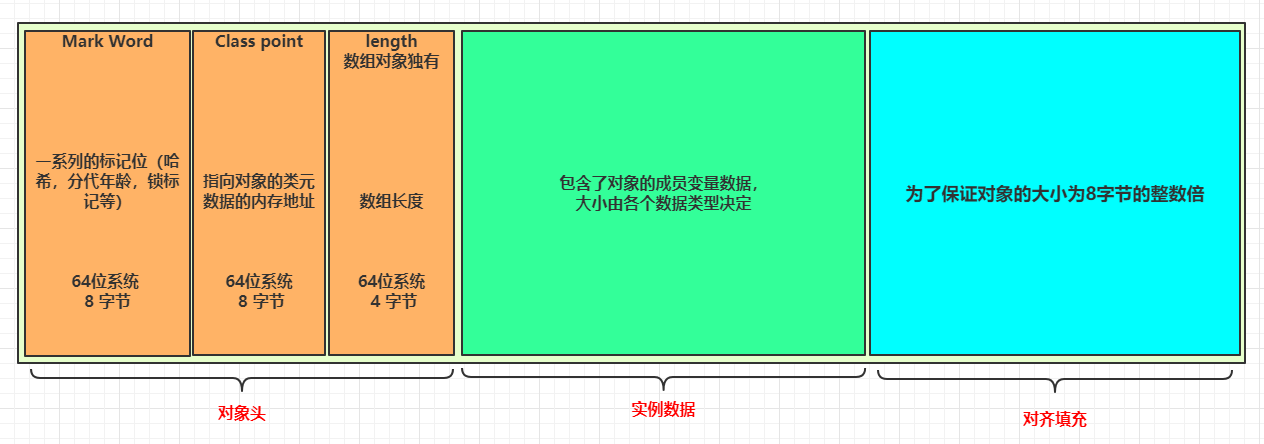 Mark Word
一系列的标记位（哈
希，分代年龄，锁标
记等）
64位系统
8 字节
Class point
指向对象的类元
数据的内存地址
64位系统
8 字节
length
数组对象独有
数组长度
64位系统
4 字节
包含了对象的成员变量数据，
大小由各个数据类型决定
为了保证对象的大小为8字节的整数倍
对象头
实例数据
对齐填充